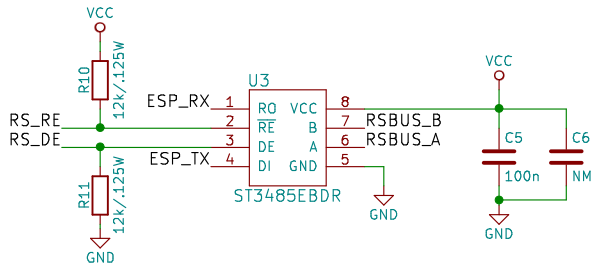 VCC
R10
12k/.125W
RS_RE
RS_DE
R11
12k/.125W
GND
U3
ESP_RX
1
RO
VCC
8
2
RE
B
7
RSBUS_B
3
DE
A
6
RSBUS_A
ESP_TX
4
DI
GND
5
ST3485EBDR
GND
VCC
C5
100n
C6
NM
GND